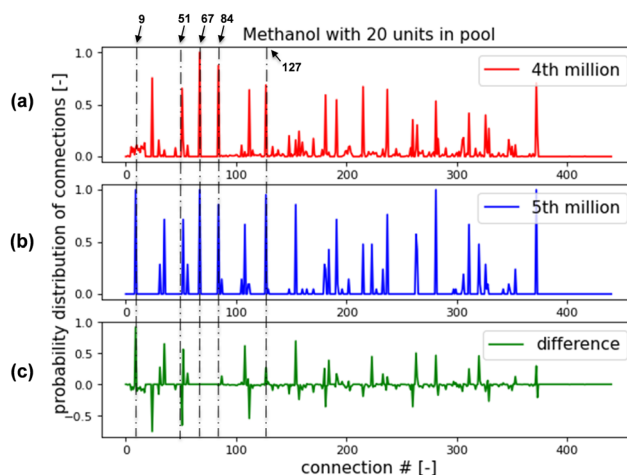 9 51 67 84
Methanol with 20 units in pool
127
(a)
1.0
0.5
0.0
4th million
0 100 200 300 400
(b)
1.0
0.5
0.0
5th million
0 100 200 300 400
(c)
1.0
0.5
0.0
−0.5
difference
0 100 200 300 400
probability distribution of connections [-]
connection # [-]